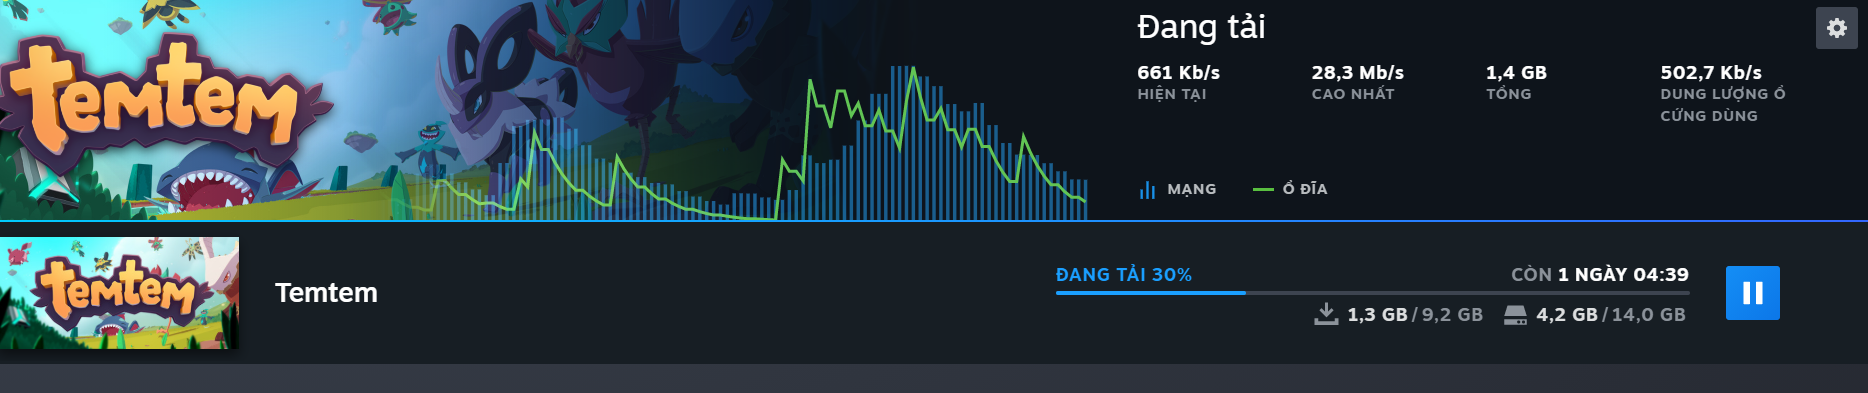 temtem
Đang tải
661 Kb/s
HIỆN TẠI
28,3 Mb/s
CAO NHẤT
1,4 GB
TỔNG
502,7 Kb/s
DUNG LƯỢNG Ổ
CỨNG DÙNG
MẠNG
Ổ ĐĨA
temtem
Temtem
ĐANG TẢI 30%
CÒN 1 NGÀY 04:39
1,3 GB / 9,2 GB
4,2 GB / 14,0 GB